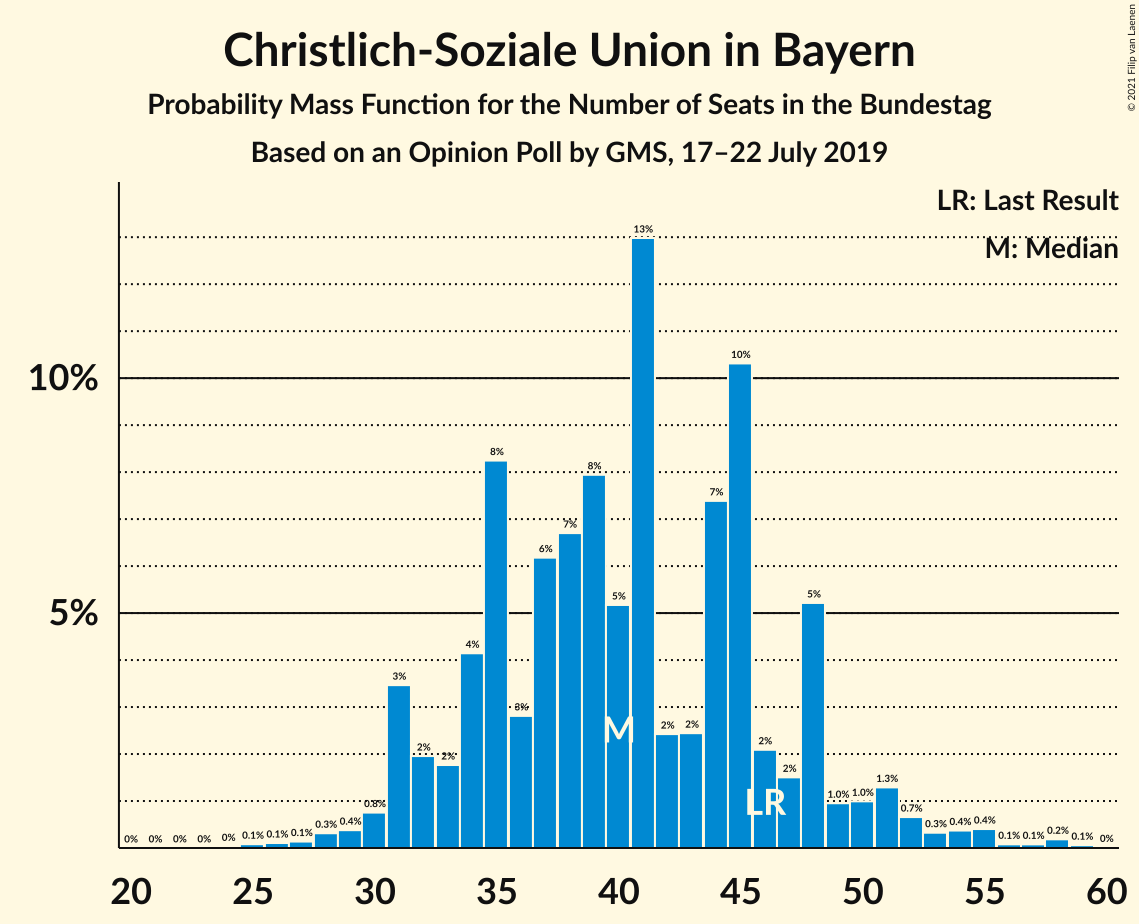 Christlich-Soziale Union in Bayern
Probability Mass Function for the Number of Seats in the Bundestag
Based on an Opinion Poll by GMS, 17–22 July 2019
© 2021 Filip van Laenen
LR: Last Result
M: Median
10%
5%
0% 0% 0% 0% 0% 0.1% 0.1% 0.1% 0.3% 0.4% 0.8% 3% 2% 2% 4% 8% 3% 6% 7% 8% 5% 13% 2% 2% 7% 10% 2% 2% 5% 1.0% 1.0% 1.3% 0.7% 0.3% 0.4% 0.4% 0.1% 0.1% 0.2% 0.1% 0%
M
LR
20 25 30 35 40 45 50 55 60